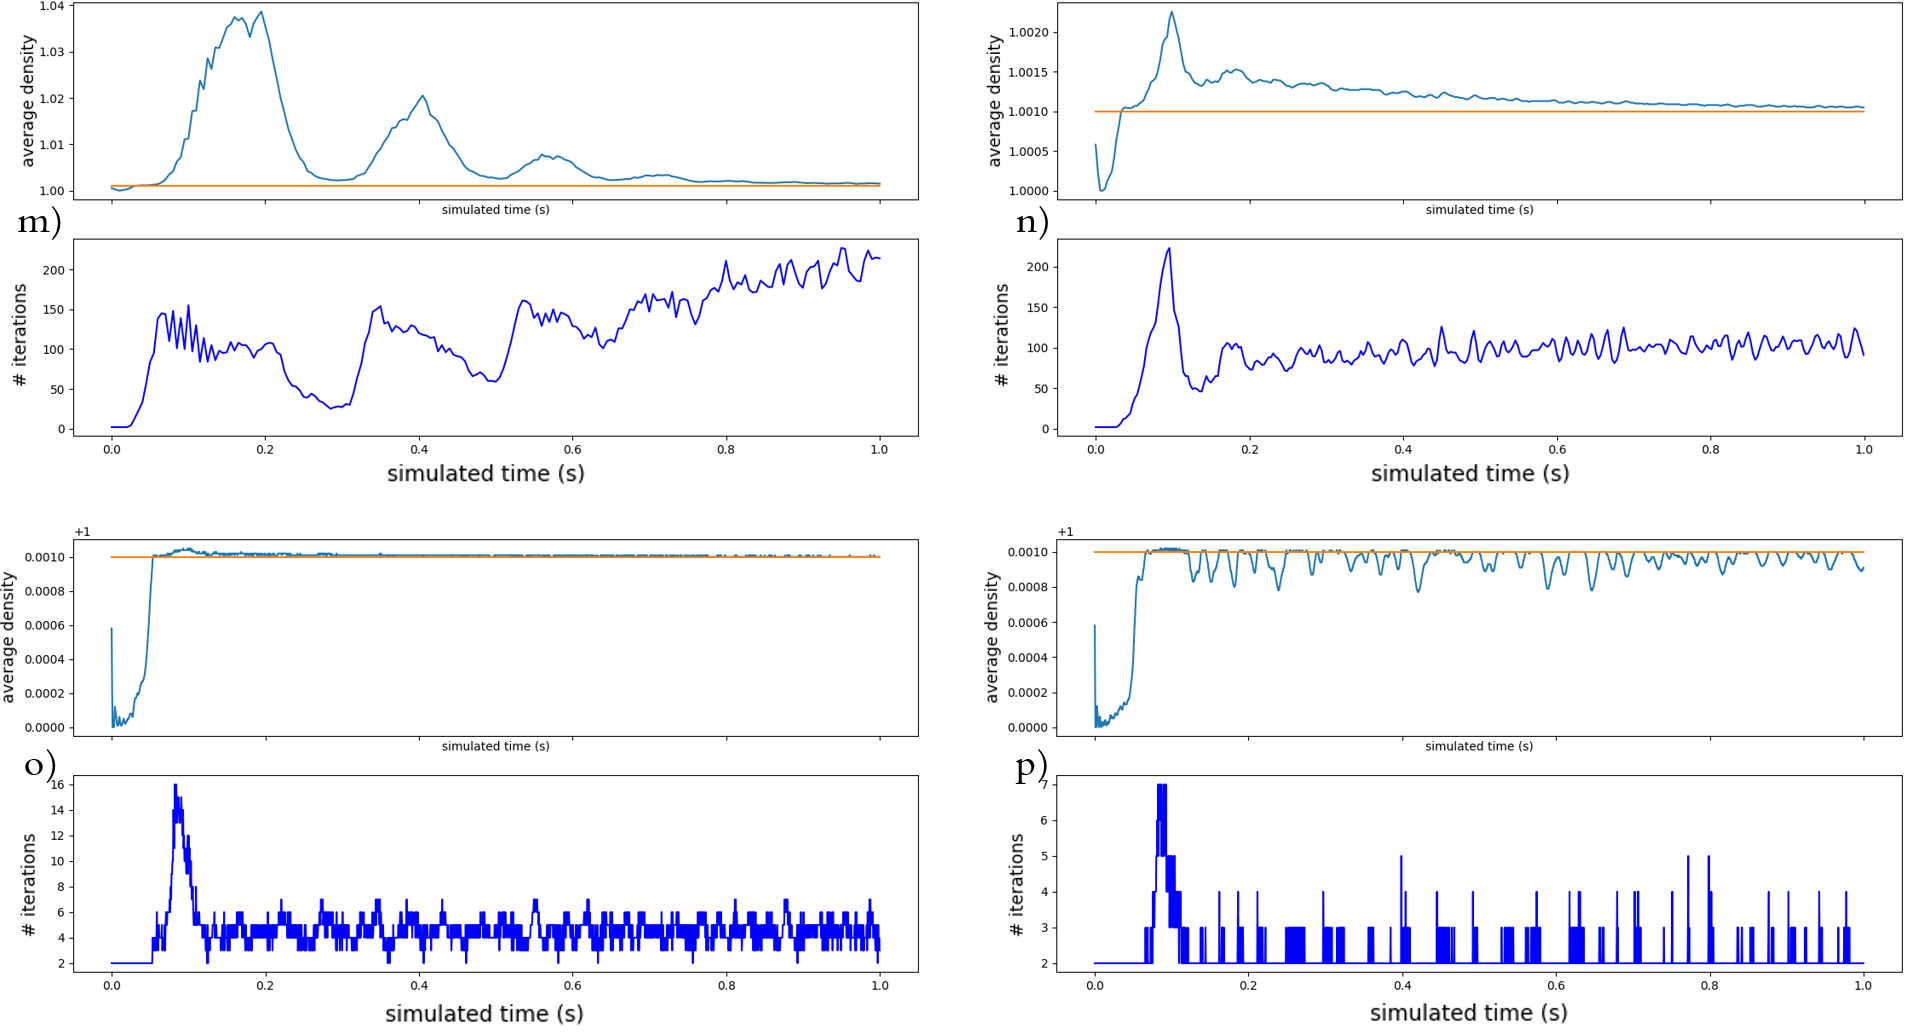 1.04
1.03
1.02
1.01
1.00
average density
simulated time (s)
m)
200
150
100
50
0
# iterations
0.0 0.2 0.4 0.6 0.8 1.0
simulated time (s)
1.0020
1.0015
1.0010
1.0005
1.0000
average density
simulated time (s)
n)
200
150
100
50
0
# iterations
0.0 0.2 0.4 0.6 0.8 1.0
simulated time (s)
+1
0.0010
0.0008
0.0006
0.0004
0.0002
0.0000
average density
simulated time (s)
o)
16
14
12
10
8
6
4
2
# iterations
0.0 0.2 0.4 0.6 0.8 1.0
simulated time (s)
+1
0.0010
0.0008
0.0006
0.0004
0.0002
0.0000
average density
simulated time (s)
p)
7
6
5
4
3
2
# iterations
0.0 0.2 0.4 0.6 0.8 1.0
simulated time (s)